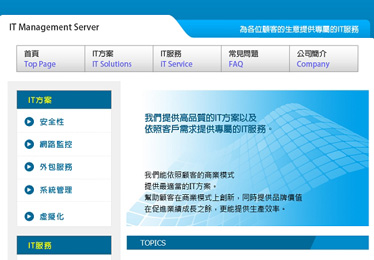 IT Management Server
為各位顧客的生意提供專屬的IT服務
首頁
Top Page
IT方案
IT Solutions
IT服務
IT Service
常見問題
FAQ
公司簡介
Company
IT方案
安全性
網路監控
外包服務
系統管理
虛擬化
IT服務
我們提供高品質的IT方案以及
依照客戶需求提供專屬的IT服務。
我們能依照顧客的商業模式
提供最適當的IT方案。
幫助顧客在商業模式上創新，同時提供品牌價值
在促進業績成長之餘，更能提供生產效率。
TOPICS